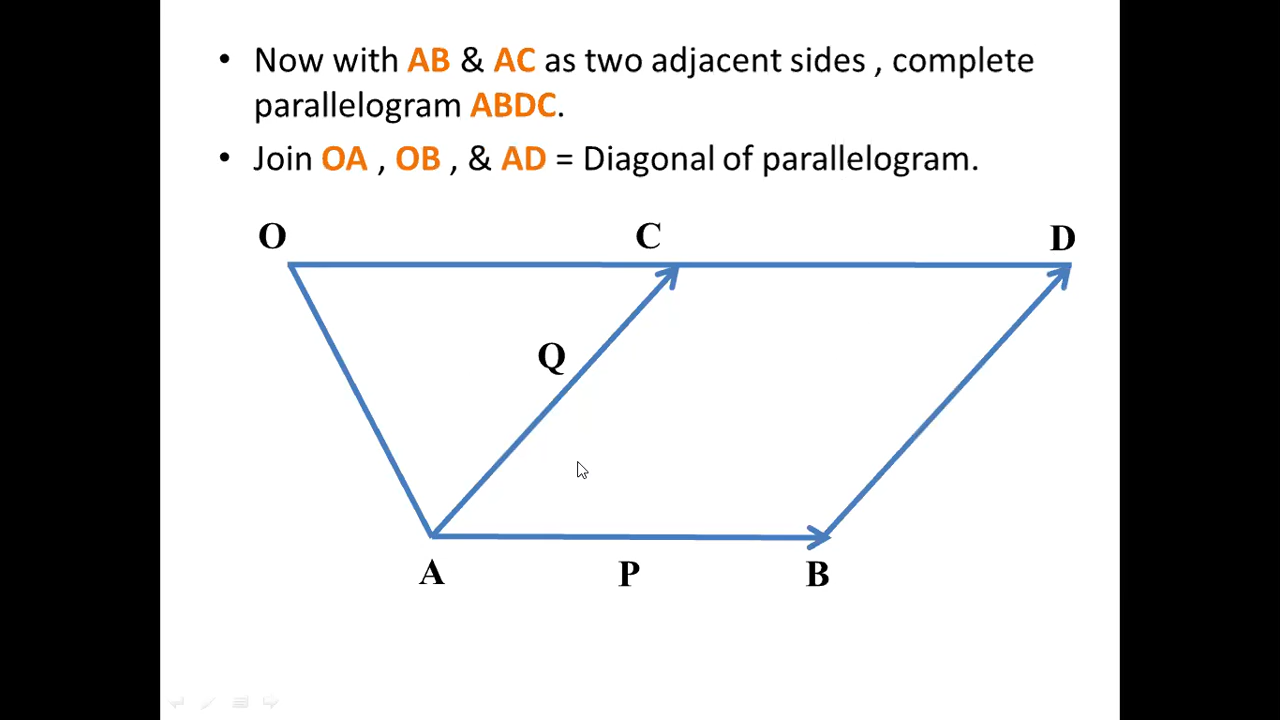 • Now with AB & AC as two adjacent sides , complete
parallelogram ABDC.
• Join OA , OB , & AD = Diagonal of parallelogram.
O C D
Q
A P B